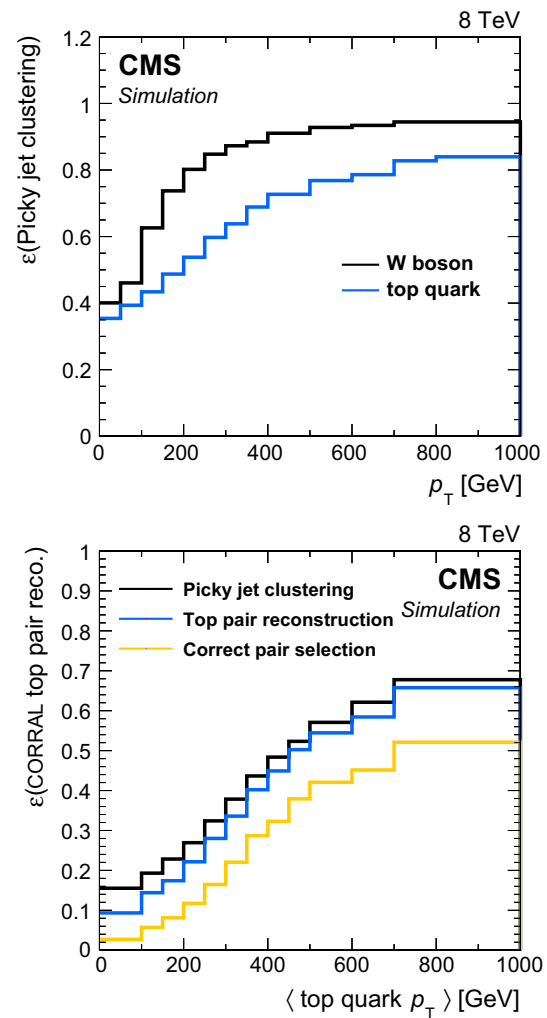 8 TeV
1.2
1
0.8
0.6
0.4
0.2
0
ε(Picky jet clustering)
CMS
Simulation
W boson
top quark
0 200 400 600 800 1000
p_T [GeV]
8 TeV
1
0.9
0.8
0.7
0.6
0.5
0.4
0.3
0.2
0.1
0
ε(CORRAL top pair reco.)
Picky jet clustering
Top pair reconstruction
Correct pair selection
CMS
Simulation
0 200 400 600 800 1000
⟨ top quark p_T ⟩ [GeV]